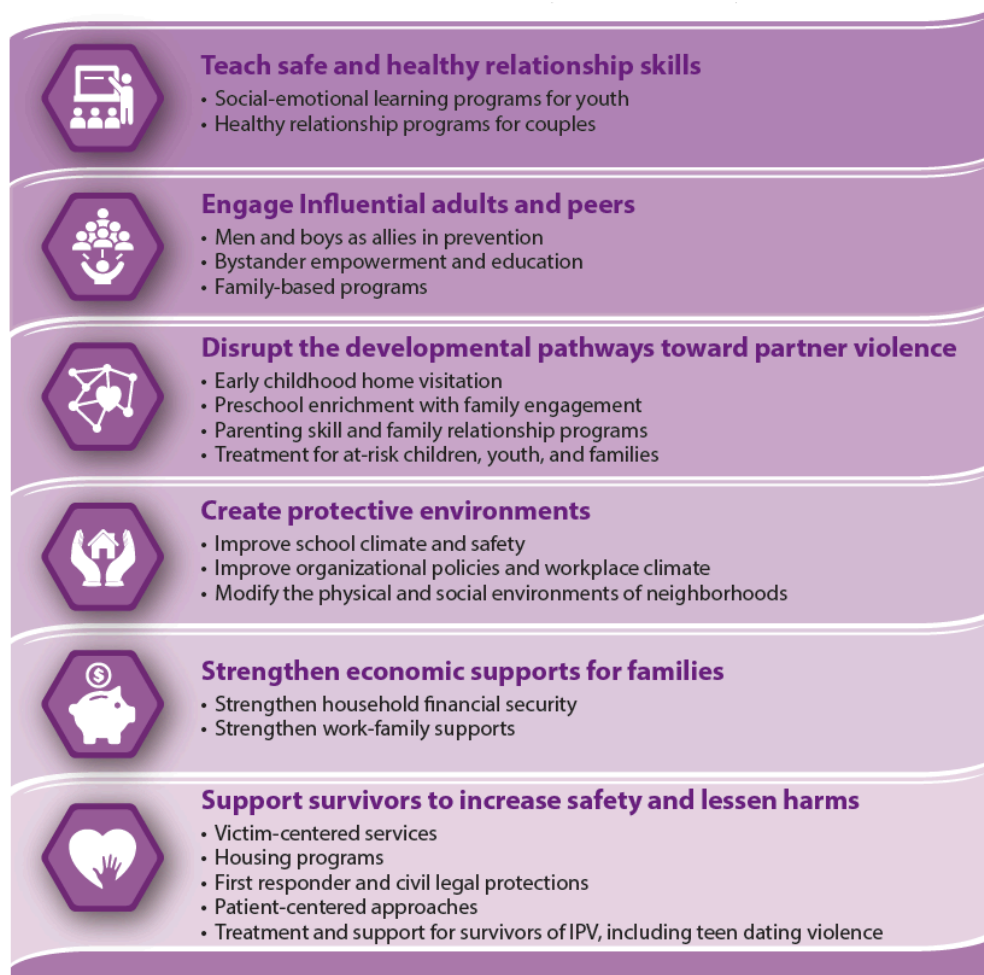 Teach safe and healthy relationship skills
• Social-emotional learning programs for youth
• Healthy relationship programs for couples
Engage Influential adults and peers
• Men and boys as allies in prevention
• Bystander empowerment and education
• Family-based programs
Disrupt the developmental pathways toward partner violence
• Early childhood home visitation
• Preschool enrichment with family engagement
• Parenting skill and family relationship programs
• Treatment for at-risk children, youth, and families
Create protective environments
• Improve school climate and safety
• Improve organizational policies and workplace climate
• Modify the physical and social environments of neighborhoods
$
Strengthen economic supports for families
• Strengthen household financial security
• Strengthen work-family supports
Support survivors to increase safety and lessen harms
• Victim-centered services
• Housing programs
• First responder and civil legal protections
• Patient-centered approaches
• Treatment and support for survivors of IPV, including teen dating violence